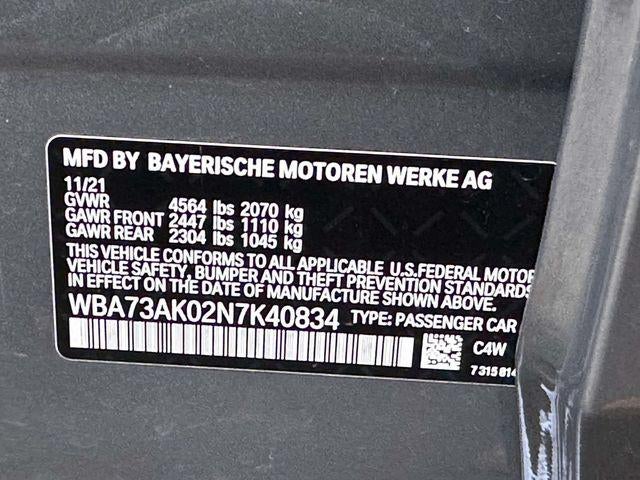 MFD BY BAYERISCHE MOTOREN WERKE AG
11/21
GVWR 4564 lbs 2070 kg
GAWR FRONT 2447 lbs 1110 kg
GAWR REAR 2304 lbs 1045 kg
THIS VEHICLE CONFORMS TO ALL APPLICABLE U.S.FEDERAL MOTOR
VEHICLE SAFETY, BUMPER AND THEFT PREVENTION STANDARDS
IN EFFECT ON THE DATE OF MANUFACTURE SHOWN ABOVE.
WBA73AK02N7K40834 TYPE: PASSENGER CAR
C4W
7315814